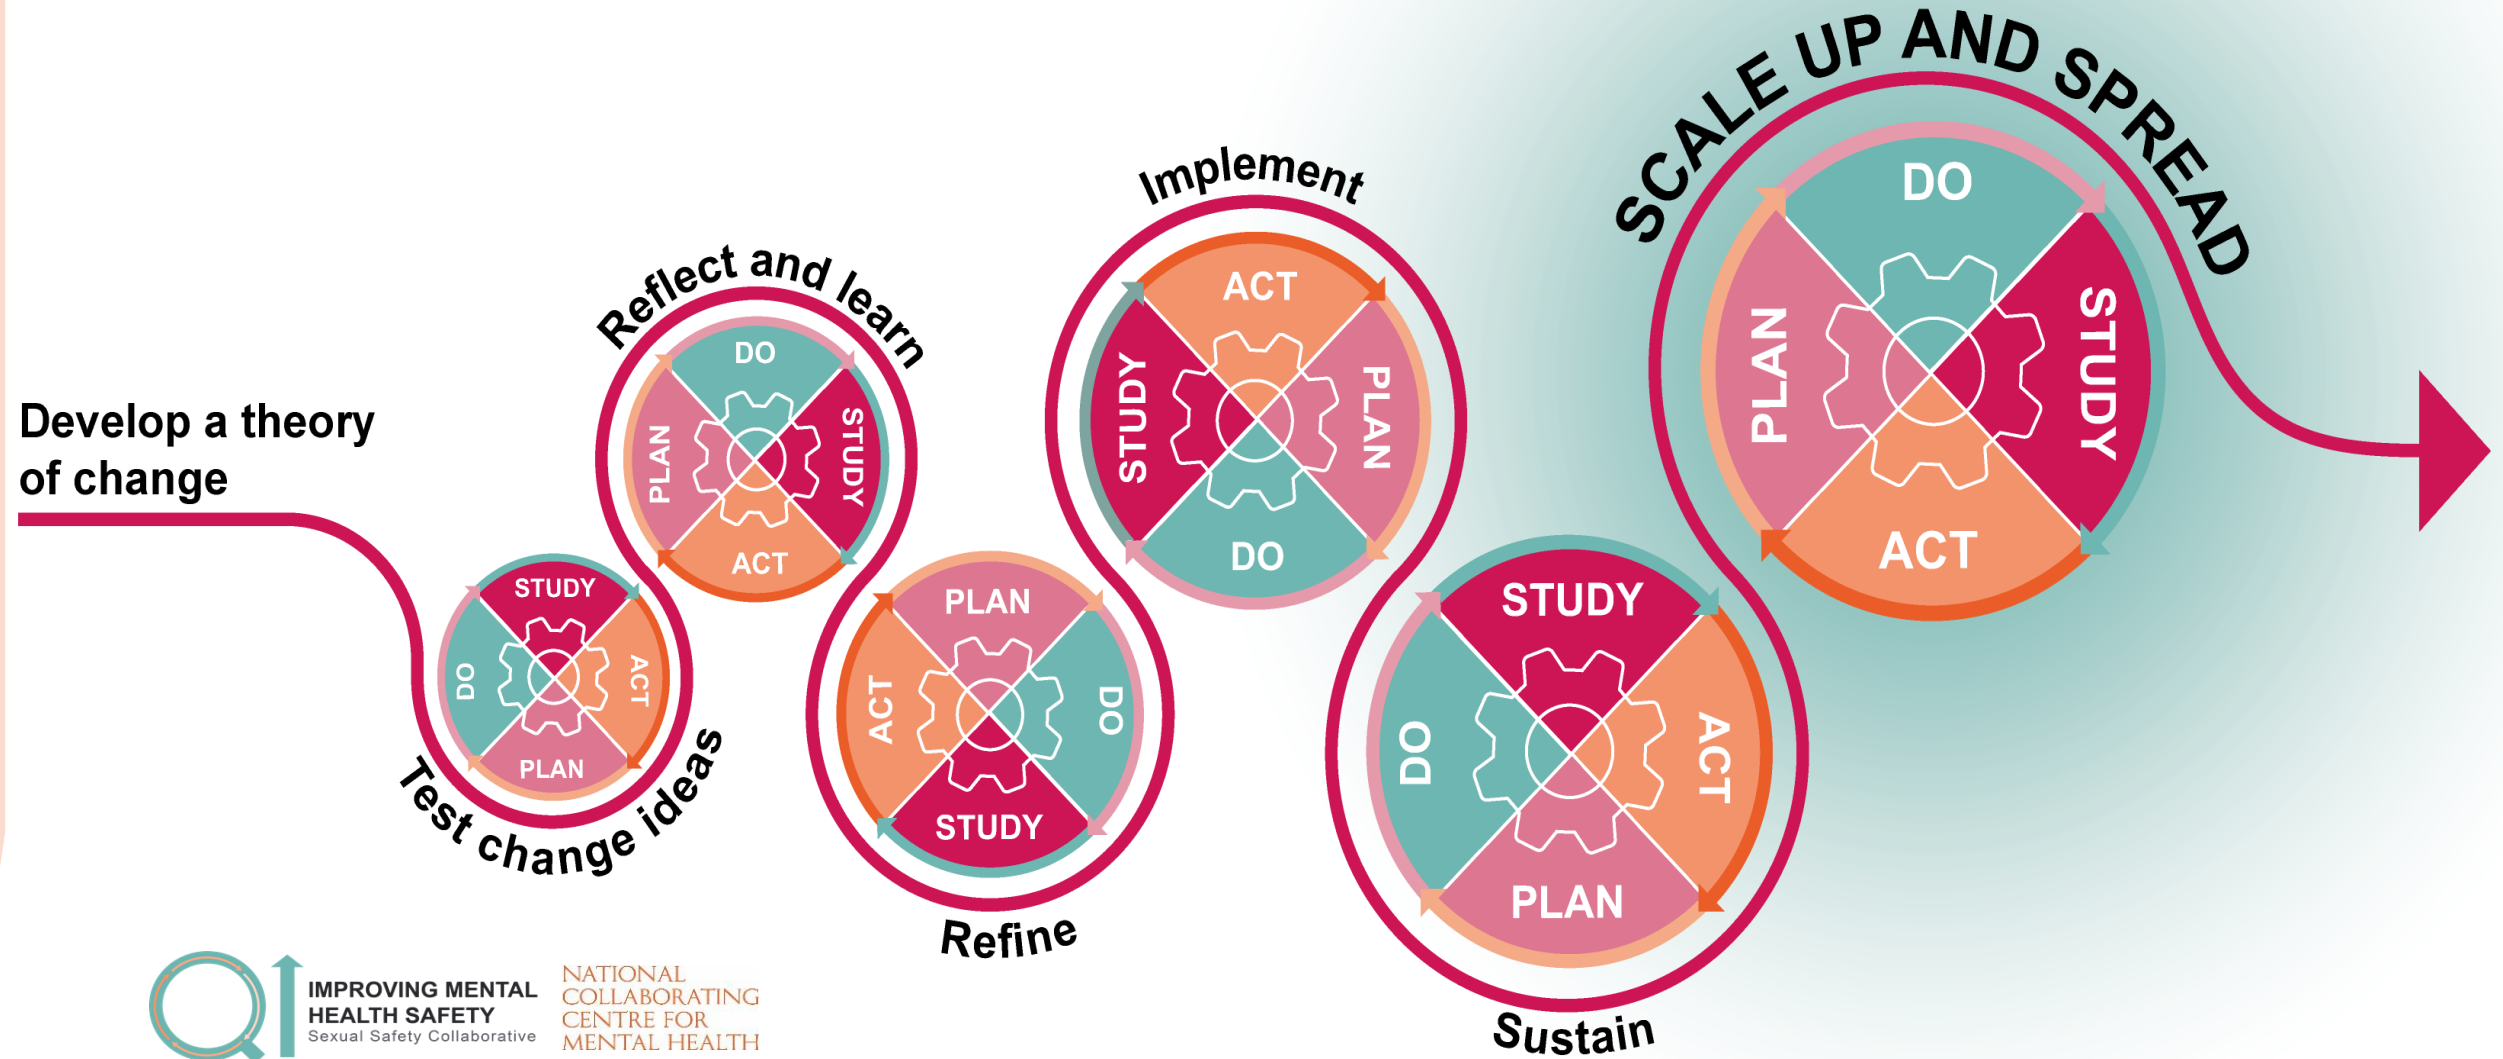 Develop a theory
of change
Test change ideas
STUDY
DO
ACT
PLAN
Reflect and learn
DO
PLAN
STUDY
ACT
Refine
PLAN
ACT
DO
STUDY
Implement
ACT
STUDY
PLAN
DO
Sustain
STUDY
DO
ACT
PLAN
SCALE UP AND SPREAD
DO
PLAN
STUDY
ACT
QI
IMPROVING MENTAL
HEALTH SAFETY
Sexual Safety Collaborative
NATIONAL
COLLABORATING
CENTRE FOR
MENTAL HEALTH